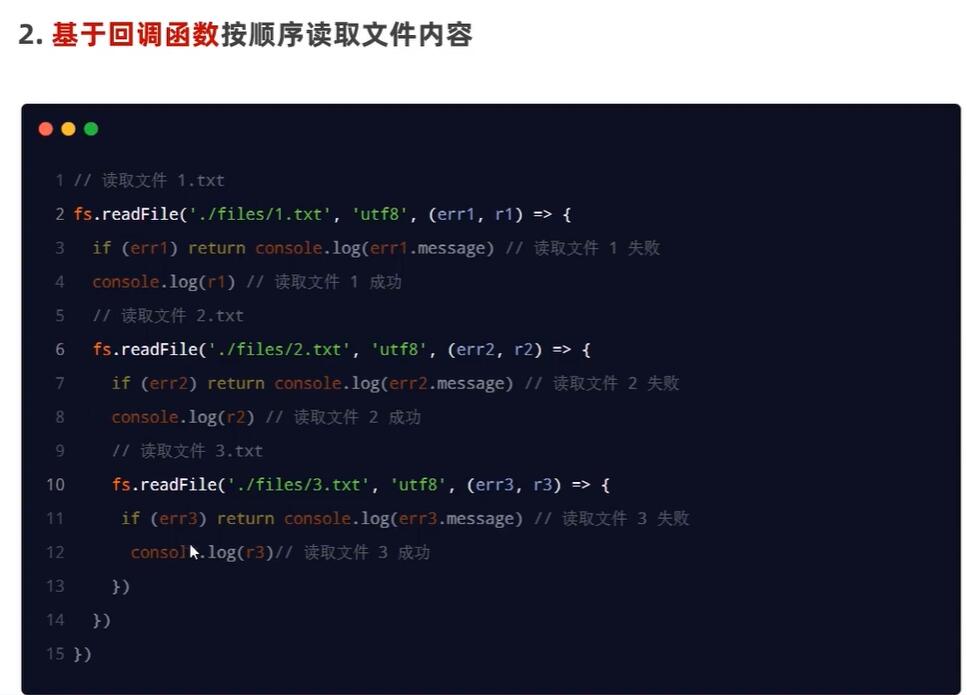 2. 基于回调函数按顺序读取文件内容
1 // 读取文件 1.txt
2 fs.readFile('./files/1.txt', 'utf8', (err1, r1) => {
3 if (err1) return console.log(err1.message) // 读取文件 1 失败
4 console.log(r1) // 读取文件 1 成功
5 // 读取文件 2.txt
6 fs.readFile('./files/2.txt', 'utf8', (err2, r2) => {
7 if (err2) return console.log(err2.message) // 读取文件 2 失败
8 console.log(r2) // 读取文件 2 成功
9 // 读取文件 3.txt
10 fs.readFile('./files/3.txt', 'utf8', (err3, r3) => {
11 if (err3) return console.log(err3.message) // 读取文件 3 失败
12 console.log(r3)// 读取文件 3 成功
13 })
14 })
15 })